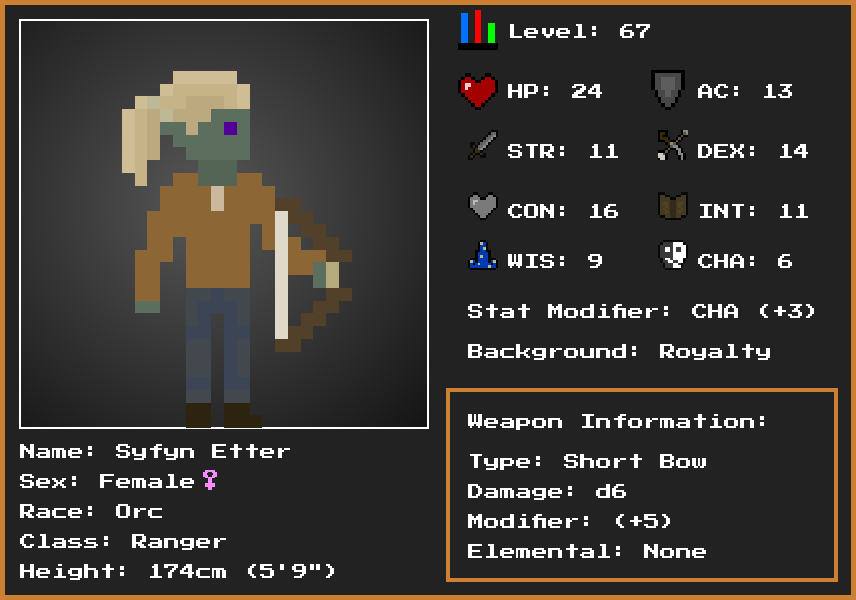 Level: 67
HP: 24 AC: 13
STR: 11 DEX: 14
CON: 16 INT: 11
WIS: 9 CHA: 6
Stat Modifier: CHA (+3)
Background: Royalty
Weapon Information:
Type: Short Bow
Damage: d6
Modifier: (+5)
Elemental: None
Name: Syfyn Etter
Sex: Female♀
Race: Orc
Class: Ranger
Height: 174cm (5'9")